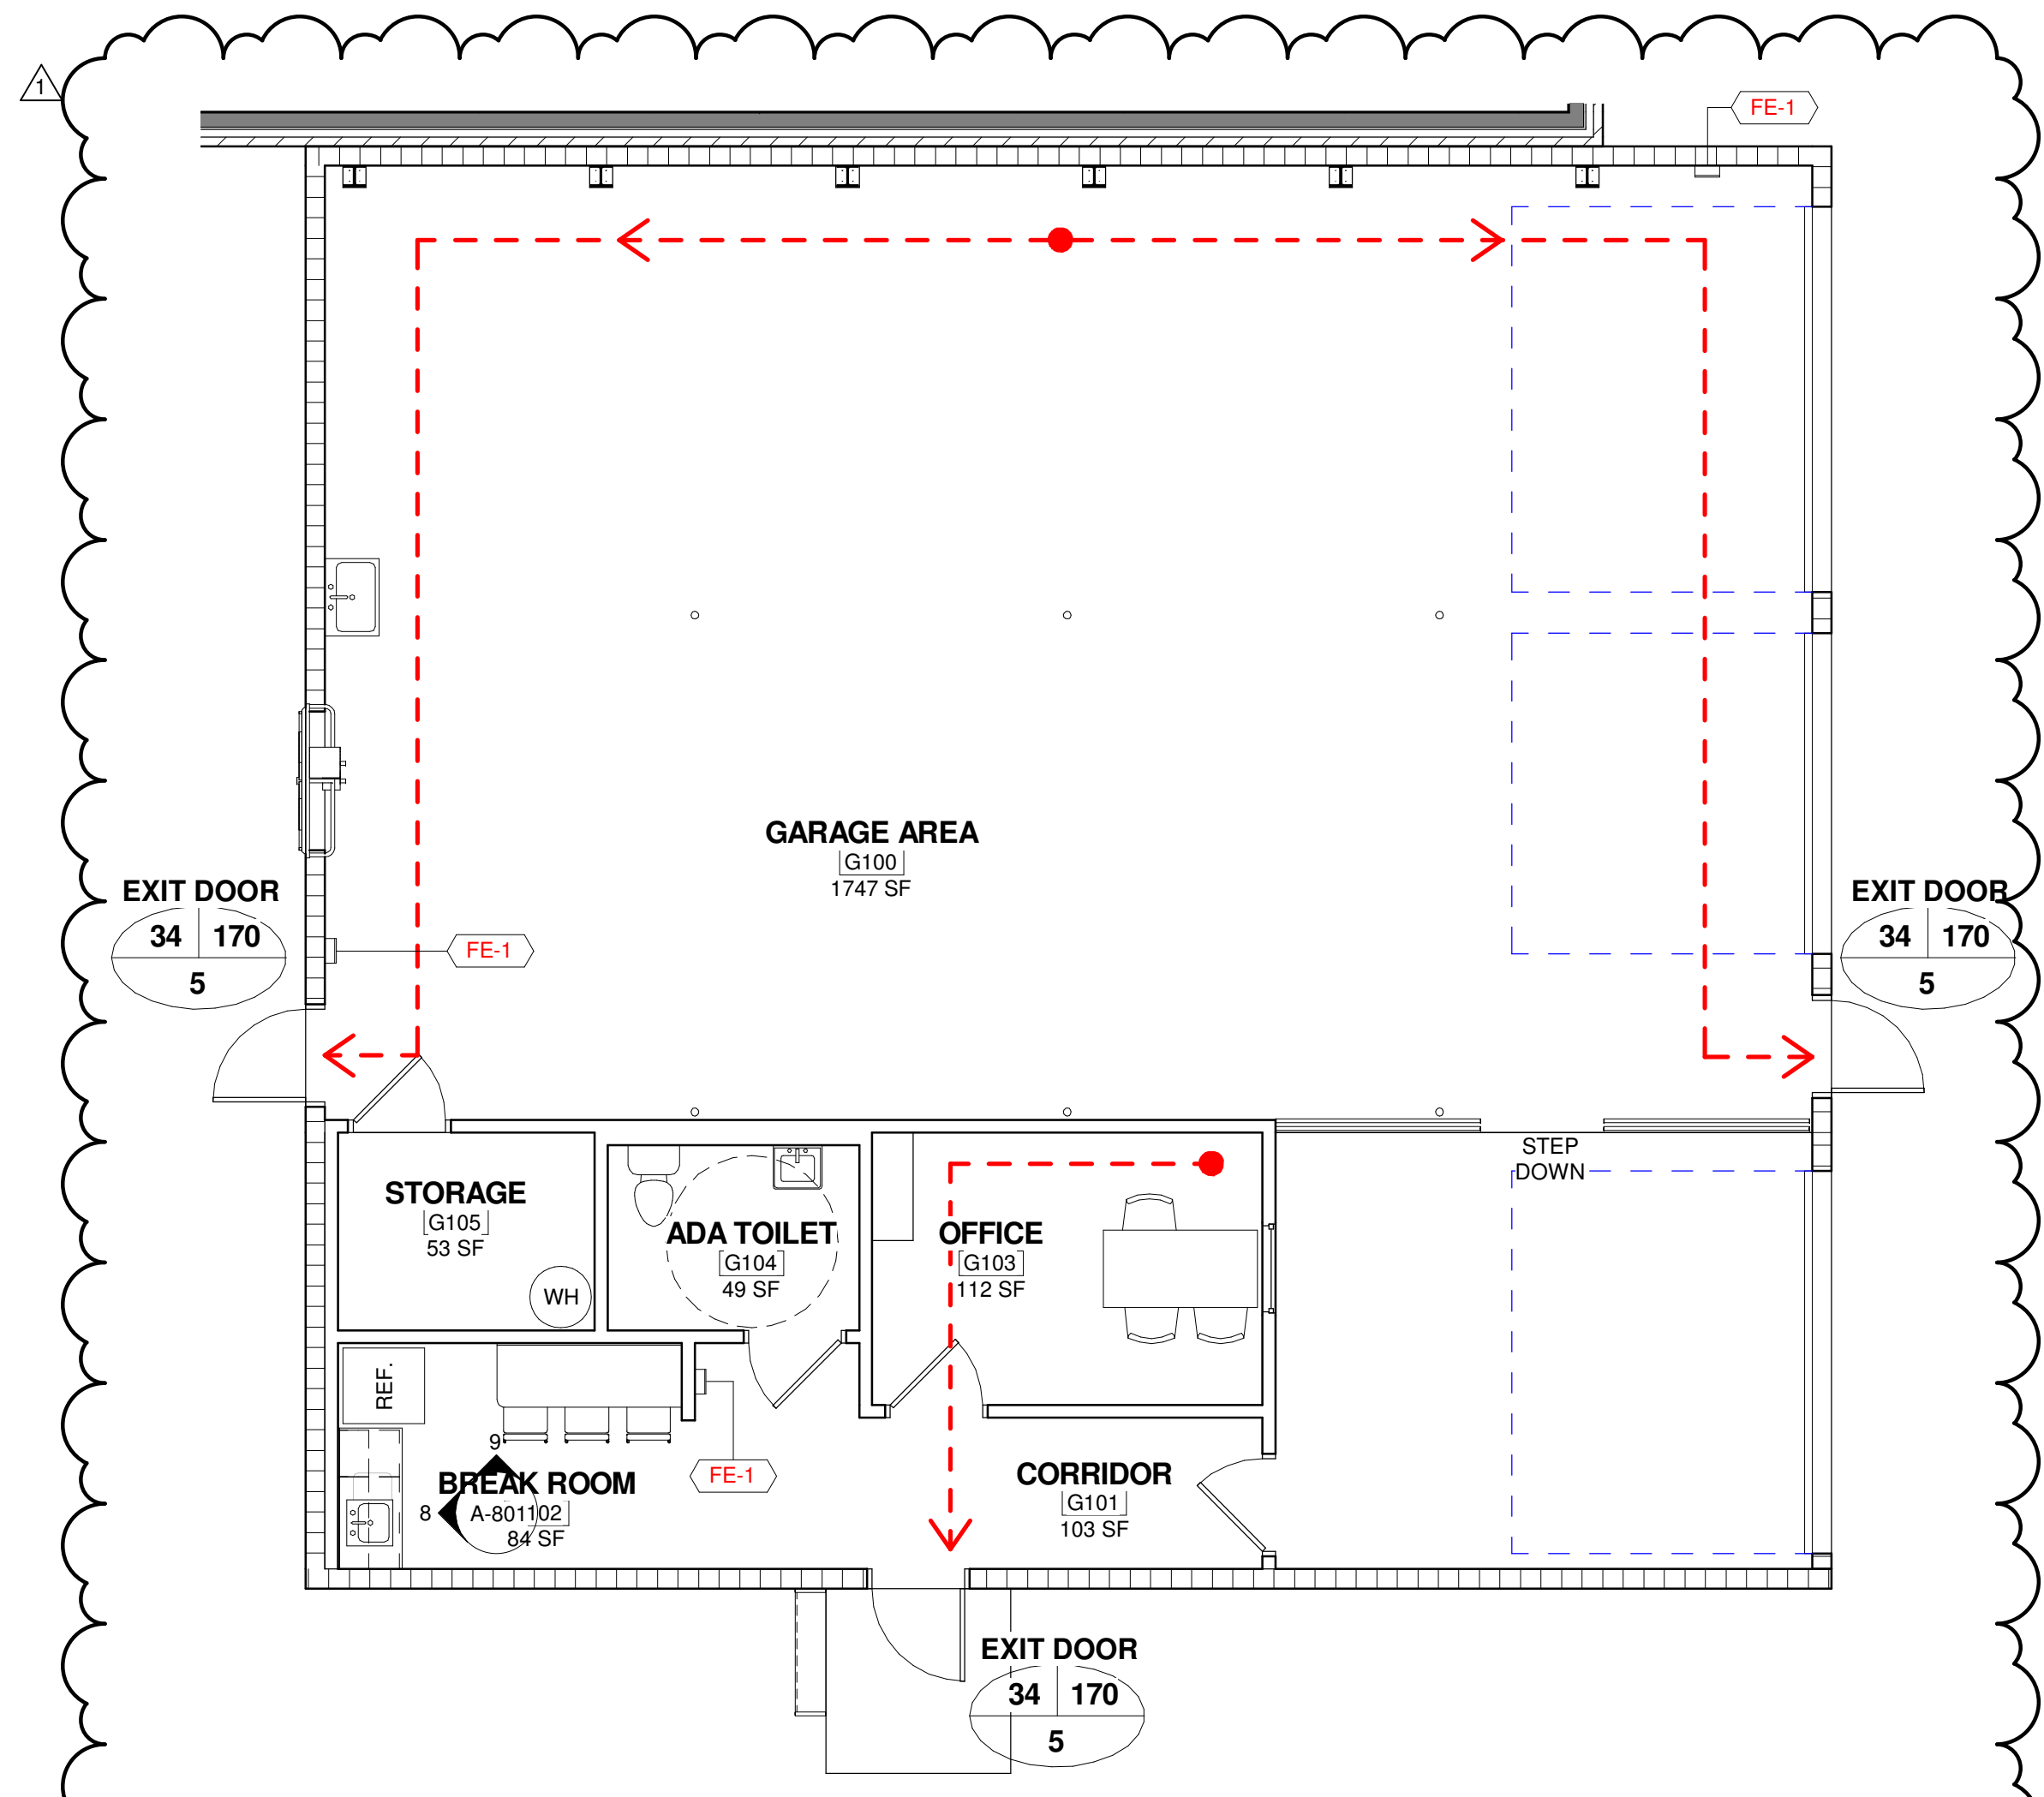 1
FE-1
GARAGE AREA
G100
1747 SF
EXIT DOOR
34 170
5
EXIT DOOR
34 170
5
FE-1
STEP
DOWN
STORAGE
G105
53 SF
WH
ADA TOILET
G104
49 SF
OFFICE
G103
112 SF
REF.
9
BREAK ROOM
8
A-801102
84 SF
FE-1
CORRIDOR
G101
103 SF
EXIT DOOR
34 170
5